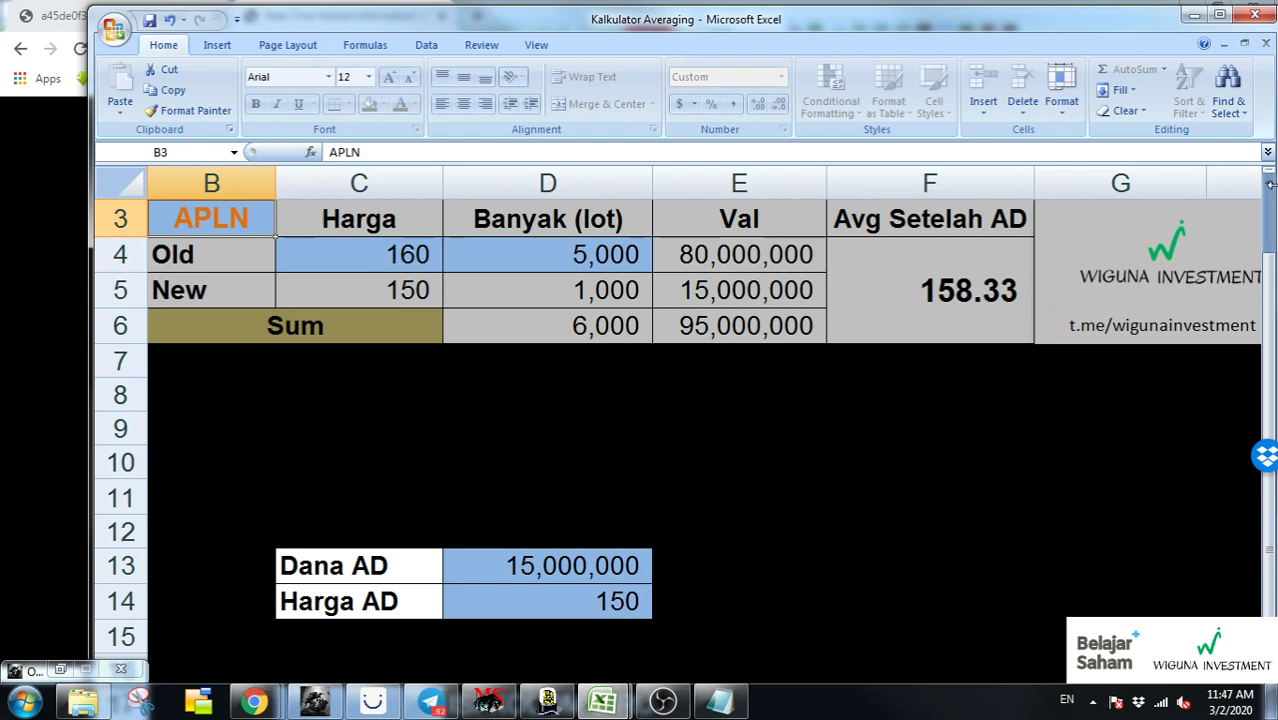 a45de0f3
Kalkulator Averaging - Microsoft Excel
Home Insert Page Layout Formulas Data Review View
Apps
Paste
Cut
Copy
Format Painter
Clipboard
Arial 12
B I U
Font
Wrap Text
Merge & Center
Alignment
Custom
$ % ,
Number
Conditional Formatting
Format as Table
Cell Styles
Styles
Insert Delete Format
Cells
AutoSum
Fill
Clear
Sort & Filter
Find & Select
Editing
B3 fx APLN
B C D E F G
3 APLN Harga Banyak (lot) Val Avg Setelah AD
4 Old 160 5,000 80,000,000
5 New 150 1,000 15,000,000 158.33
6 Sum 6,000 95,000,000
WIGUNA INVESTMENT
t.me/wigunainvestment
7
8
9
10
11
12
13 Dana AD 15,000,000
14 Harga AD 150
15
Belajar+
Saham
WIGUNA INVESTMENT
O...
92
EN
11:47 AM
3/2/2020